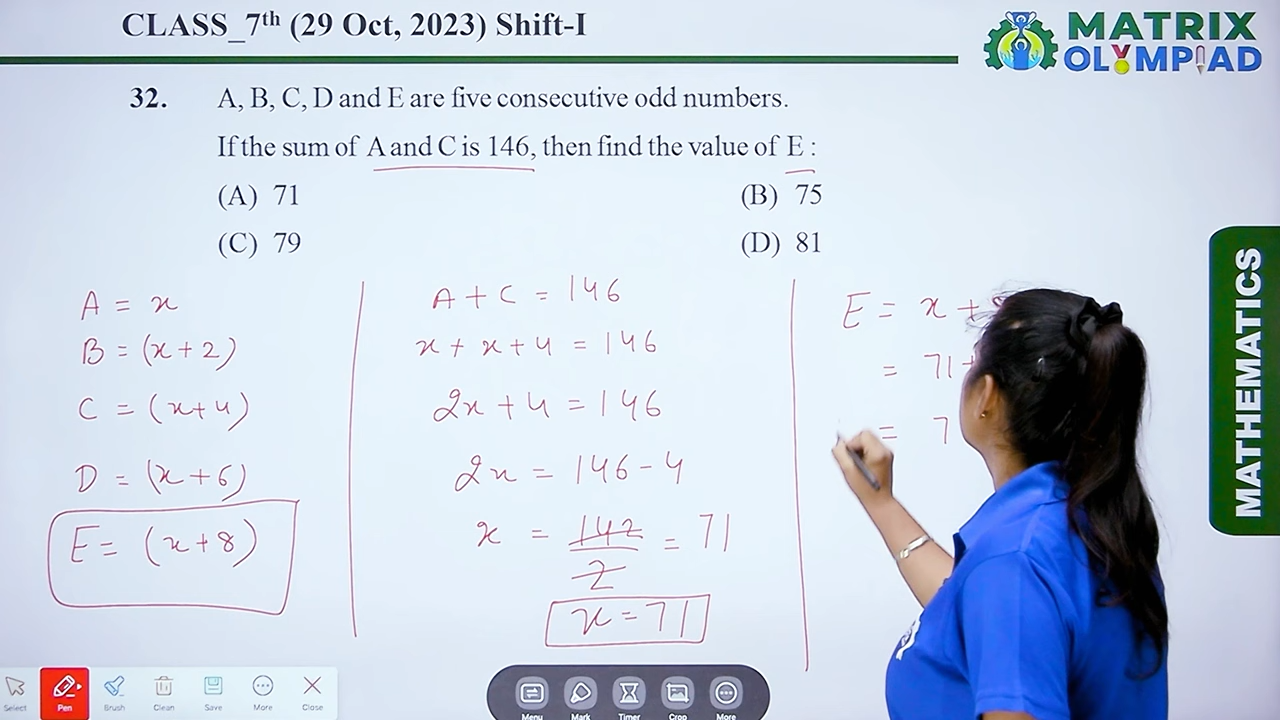 CLASS_7th (29 Oct, 2023) Shift-I
MATRIX
OLYMPIAD
32. A, B, C, D and E are five consecutive odd numbers.
If the sum of A and C is 146, then find the value of E :
(A) 71 (B) 75
(C) 79 (D) 81
A = x
B = (x+2)
C = (x+4)
D = (x+6)
E = (x+8)
A + C = 146
x + x + 4 = 146
2x + 4 = 146
2x = 146 - 4
x = 142/2 = 71
x = 71
E = x +
= 71 +
= 7
MATHEMATICS
Select Pen Brush Clean Save More Close
Menu Mark Timer Crop More